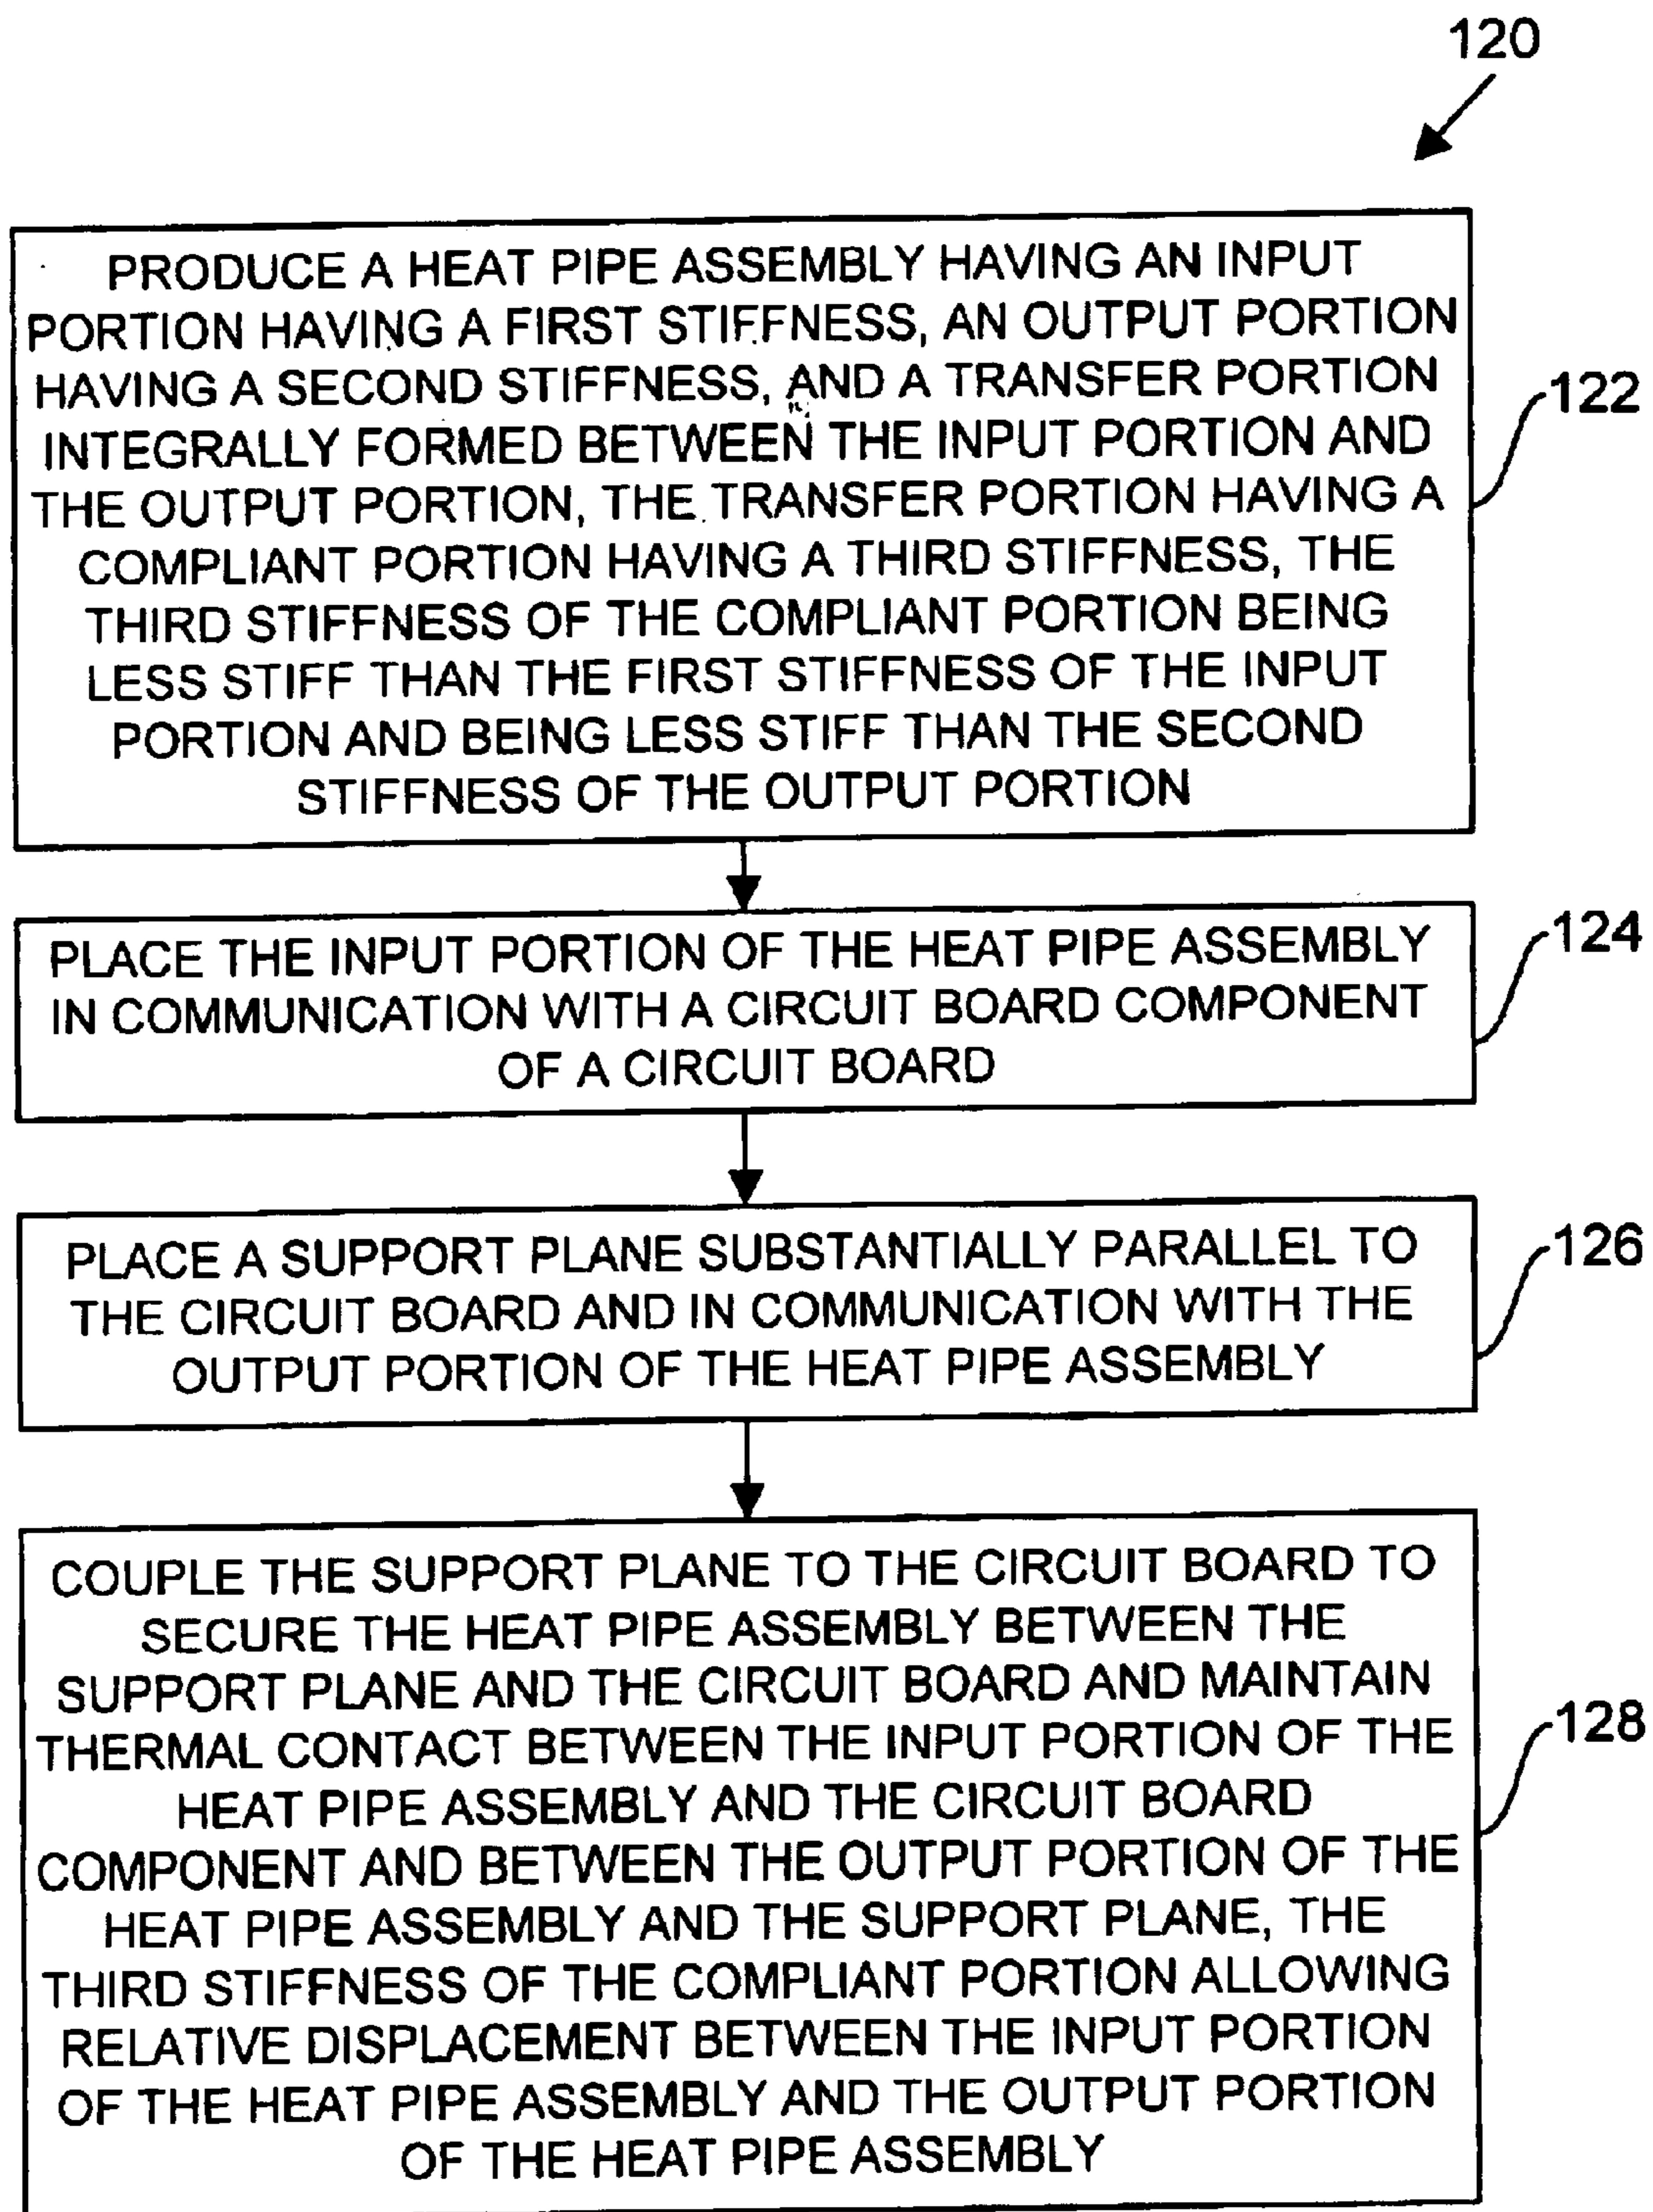 120
PRODUCE A HEAT PIPE ASSEMBLY HAVING AN INPUT
PORTION HAVING A FIRST STIFFNESS, AN OUTPUT PORTION
HAVING A SECOND STIFFNESS, AND A TRANSFER PORTION
INTEGRALLY FORMED BETWEEN THE INPUT PORTION AND
THE OUTPUT PORTION, THE TRANSFER PORTION HAVING A
COMPLIANT PORTION HAVING A THIRD STIFFNESS, THE
THIRD STIFFNESS OF THE COMPLIANT PORTION BEING
LESS STIFF THAN THE FIRST STIFFNESS OF THE INPUT
PORTION AND BEING LESS STIFF THAN THE SECOND
STIFFNESS OF THE OUTPUT PORTION
122
PLACE THE INPUT PORTION OF THE HEAT PIPE ASSEMBLY
IN COMMUNICATION WITH A CIRCUIT BOARD COMPONENT
OF A CIRCUIT BOARD
124
PLACE A SUPPORT PLANE SUBSTANTIALLY PARALLEL TO
THE CIRCUIT BOARD AND IN COMMUNICATION WITH THE
OUTPUT PORTION OF THE HEAT PIPE ASSEMBLY
126
COUPLE THE SUPPORT PLANE TO THE CIRCUIT BOARD TO
SECURE THE HEAT PIPE ASSEMBLY BETWEEN THE
SUPPORT PLANE AND THE CIRCUIT BOARD AND MAINTAIN
THERMAL CONTACT BETWEEN THE INPUT PORTION OF THE
HEAT PIPE ASSEMBLY AND THE CIRCUIT BOARD
COMPONENT AND BETWEEN THE OUTPUT PORTION OF THE
HEAT PIPE ASSEMBLY AND THE SUPPORT PLANE, THE
THIRD STIFFNESS OF THE COMPLIANT PORTION ALLOWING
RELATIVE DISPLACEMENT BETWEEN THE INPUT PORTION
OF THE HEAT PIPE ASSEMBLY AND THE OUTPUT PORTION
OF THE HEAT PIPE ASSEMBLY
128